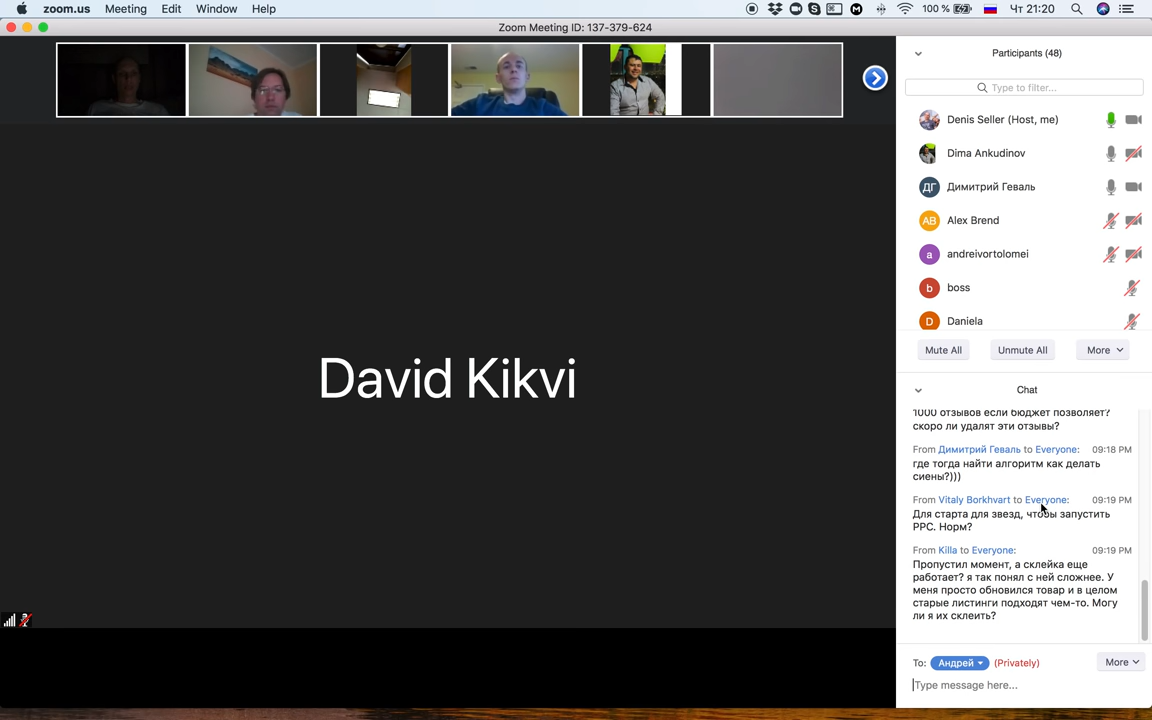 zoom.us Meeting Edit Window Help 100 % Чт 21:20
Zoom Meeting ID: 137-379-624
Participants (48)
Type to filter...
Denis Seller (Host, me)
Dima Ankudinov
ДГ Димитрий Геваль
AB Alex Brend
a andreivortolomei
b boss
D Daniela
Mute All Unmute All More
Chat
1000 отзывов если бюджет позволяет?
скоро ли удалят эти отзывы?
From Димитрий Геваль to Everyone: 09:18 PM
где тогда найти алгоритм как делать
сиены?)))
From Vitaly Borkhvart to Everyone: 09:19 PM
Для старта для звезд, чтобы запустить
PPC. Норм?
From Killa to Everyone: 09:19 PM
Пропустил момент, а склейка еще
работает? я так понял с ней сложнее. У
меня просто обновился товар и в целом
старые листинги подходят чем-то. Могу
ли я их склеить?
To: Андрей (Privately) More
Type message here...
David Kikvi